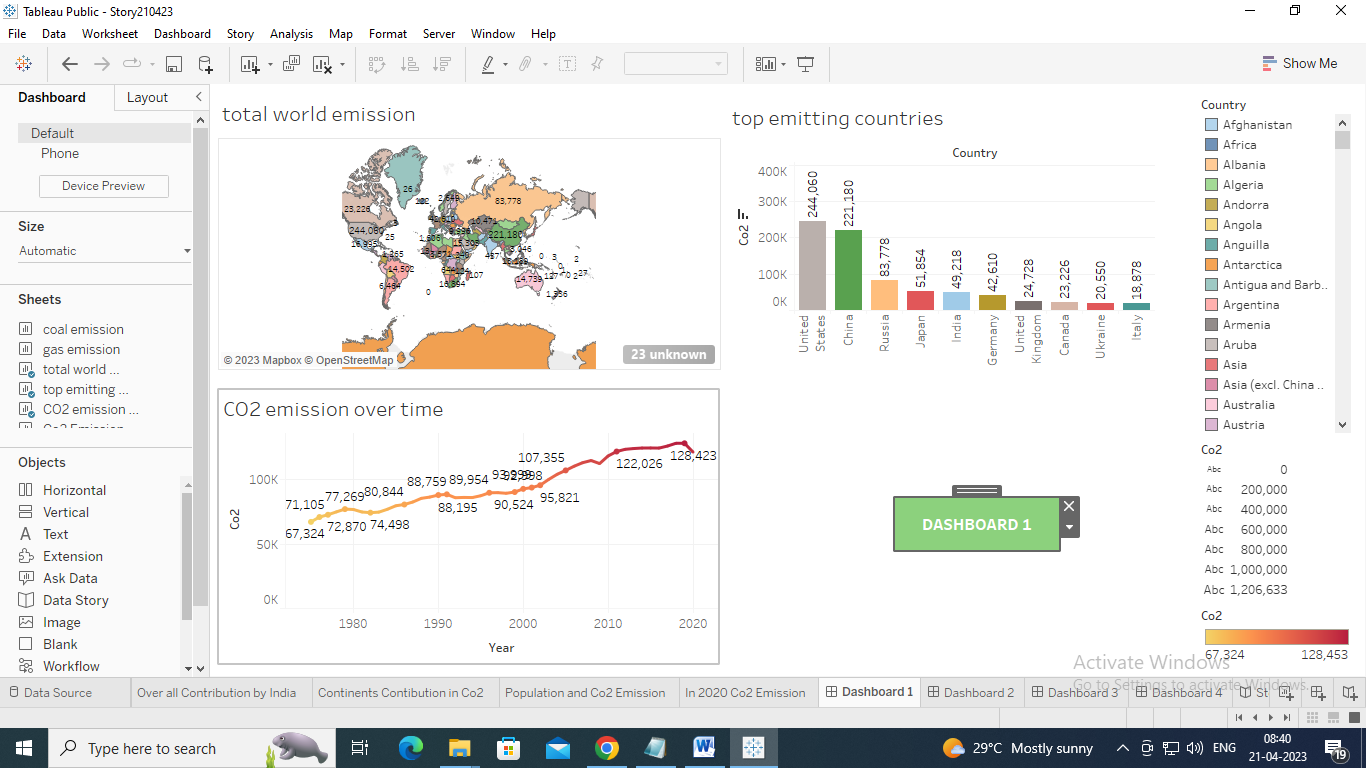 Tableau Public - Story210423
File Data Worksheet Dashboard Story Analysis Map Format Server Window Help
Show Me
Dashboard Layout
Default
Phone
Device Preview
Size
Automatic
Sheets
coal emission
gas emission
total world ...
top emitting ...
CO2 emission ...
Objects
Horizontal
Vertical
Text
Extension
Ask Data
Data Story
Image
Blank
Workflow
total world emission
26
2,649
83,778
23,226
244,060
16,995
25
221,180
14,502
14,739
0
© 2023 Mapbox © OpenStreetMap
23 unknown
top emitting countries
Country
Co2
400K
300K
200K
100K
0K
244,060
221,180
83,778
51,854
49,218
42,610
24,728
23,226
20,550
18,878
United States
China
Russia
Japan
India
Germany
United Kingdom
Canada
Ukraine
Italy
CO2 emission over time
Co2
100K
50K
0K
67,324
71,105
72,870
77,269
74,498
80,844
88,759
88,195
89,954
90,524
95,821
107,355
122,026
128,423
1980 1990 2000 2010 2020
Year
DASHBOARD 1
Country
Afghanistan
Africa
Albania
Algeria
Andorra
Angola
Anguilla
Antarctica
Antigua and Barb..
Argentina
Armenia
Aruba
Asia
Asia (excl. China ..
Australia
Austria
Co2
Abc 0
Abc 200,000
Abc 400,000
Abc 600,000
Abc 800,000
Abc 1,000,000
Abc 1,206,633
Co2
67,324 128,453
Activate Windows
Go to Settings to activate Windows.
Data Source Over all Contribution by India Continents Contibution in Co2 Population and Co2 Emission In 2020 Co2 Emission Dashboard 1 Dashboard 2 Dashboard 3 Dashboard 4 St
Type here to search
29°C Mostly sunny
ENG
08:40
21-04-2023
19